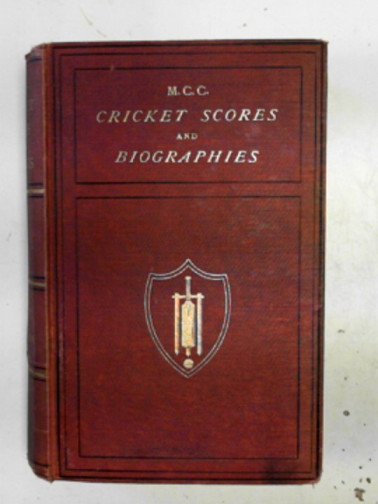 M.C.C.
CRICKET SCORES
AND
BIOGRAPHIES